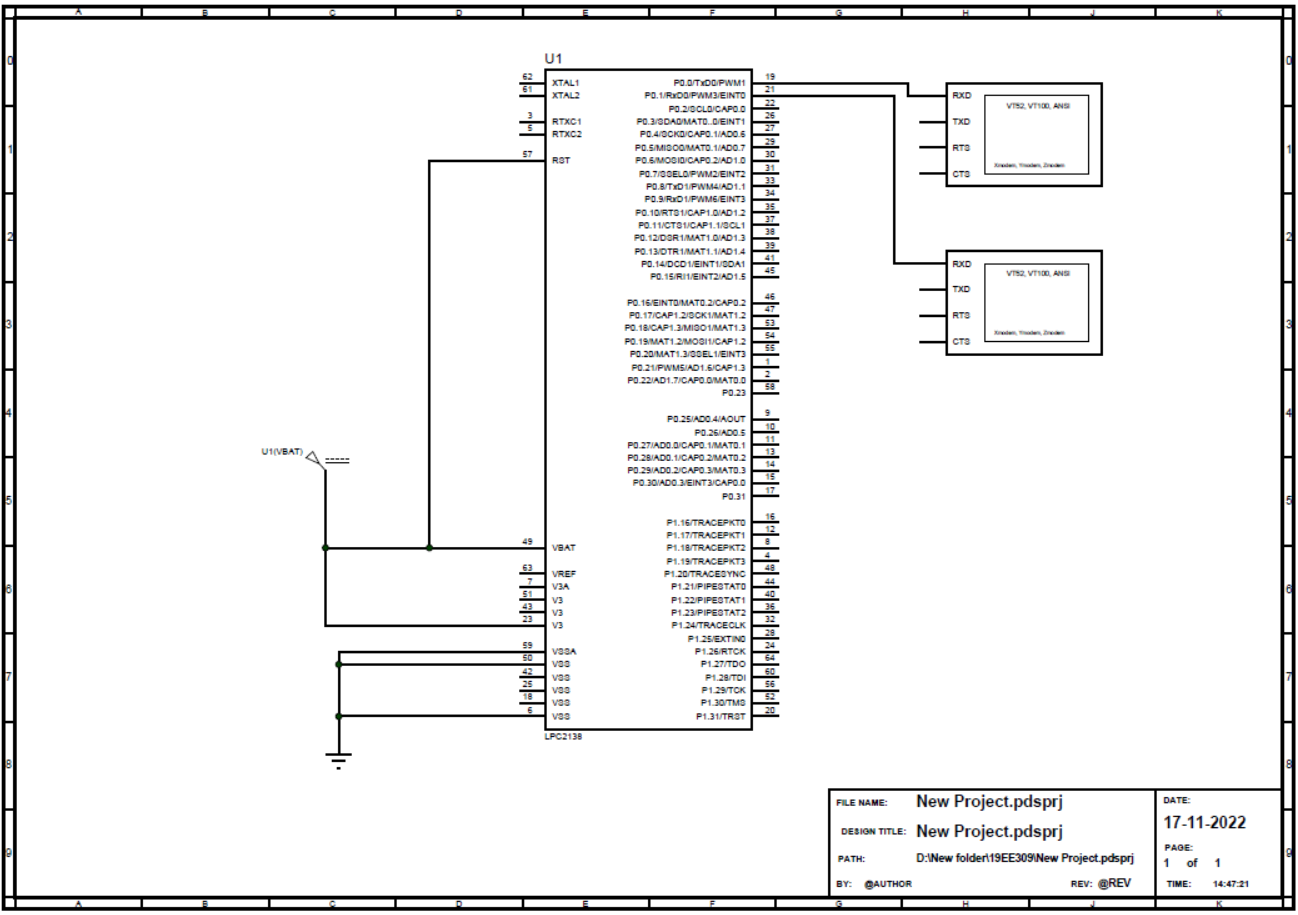 A B C D E F G H J K
0 0
1 1
2 2
3 3
4 4
5 5
6 6
7 7
8 8
9 9
U1
62 XTAL1
61 XTAL2
3 RTXC1
5 RTXC2
57 RST
49 VBAT
63 VREF
7 V3A
51 V3
43 V3
23 V3
59 VSSA
50 VSS
42 VSS
25 VSS
18 VSS
6 VSS
P0.0/TxD0/PWM1 19
P0.1/RxD0/PWM3/EINT0 21
P0.2/SCL0/CAP0.0 22
P0.3/SDA0/MAT0..0/EINT1 26
P0.4/SCK0/CAP0.1/AD0.6 27
P0.5/MISO0/MAT0.1/AD0.7 29
P0.6/MOSI0/CAP0.2/AD1.0 30
P0.7/SSEL0/PWM2/EINT2 31
P0.8/TxD1/PWM4/AD1.1 33
P0.9/RxD1/PWM6/EINT3 34
P0.10/RTS1/CAP1.0/AD1.2 35
P0.11/CTS1/CAP1.1/SCL1 37
P0.12/DSR1/MAT1.0/AD1.3 38
P0.13/DTR1/MAT1.1/AD1.4 39
P0.14/DCD1/EINT1/SDA1 41
P0.15/RI1/EINT2/AD1.5 45
P0.16/EINT0/MAT0.2/CAP0.2 46
P0.17/CAP1.2/SCK1/MAT1.2 47
P0.18/CAP1.3/MISO1/MAT1.3 53
P0.19/MAT1.2/MOSI1/CAP1.2 54
P0.20/MAT1.3/SSEL1/EINT3 55
P0.21/PWM5/AD1.6/CAP1.3 1
P0.22/AD1.7/CAP0.0/MAT0.0 2
P0.23 58
P0.25/AD0.4/AOUT 9
P0.26/AD0.5 10
P0.27/AD0.0/CAP0.1/MAT0.1 11
P0.28/AD0.1/CAP0.2/MAT0.2 13
P0.29/AD0.2/CAP0.3/MAT0.3 14
P0.30/AD0.3/EINT3/CAP0.0 15
P0.31 17
P1.16/TRACEPKT0 16
P1.17/TRACEPKT1 12
P1.18/TRACEPKT2 8
P1.19/TRACEPKT3 4
P1.20/TRACESYNC 48
P1.21/PIPESTAT0 44
P1.22/PIPESTAT1 40
P1.23/PIPESTAT2 36
P1.24/TRACECLK 32
P1.25/EXTIN0 28
P1.26/RTCK 24
P1.27/TDO 64
P1.28/TDI 60
P1.29/TCK 56
P1.30/TMS 52
P1.31/TRST 20
LPC2138
U1(VBAT)
RXD
TXD
RTS
CTS
VT52, VT100, ANSI
Xmodem, Ymodem, Zmodem
RXD
TXD
RTS
CTS
VT52, VT100, ANSI
Xmodem, Ymodem, Zmodem
FILE NAME: New Project.pdsprj
DESIGN TITLE: New Project.pdsprj
PATH: D:\New folder\19EE309\New Project.pdsprj
BY: @AUTHOR REV: @REV
DATE:
17-11-2022
PAGE:
1 of 1
TIME: 14:47:21
A B C D E F G H J K